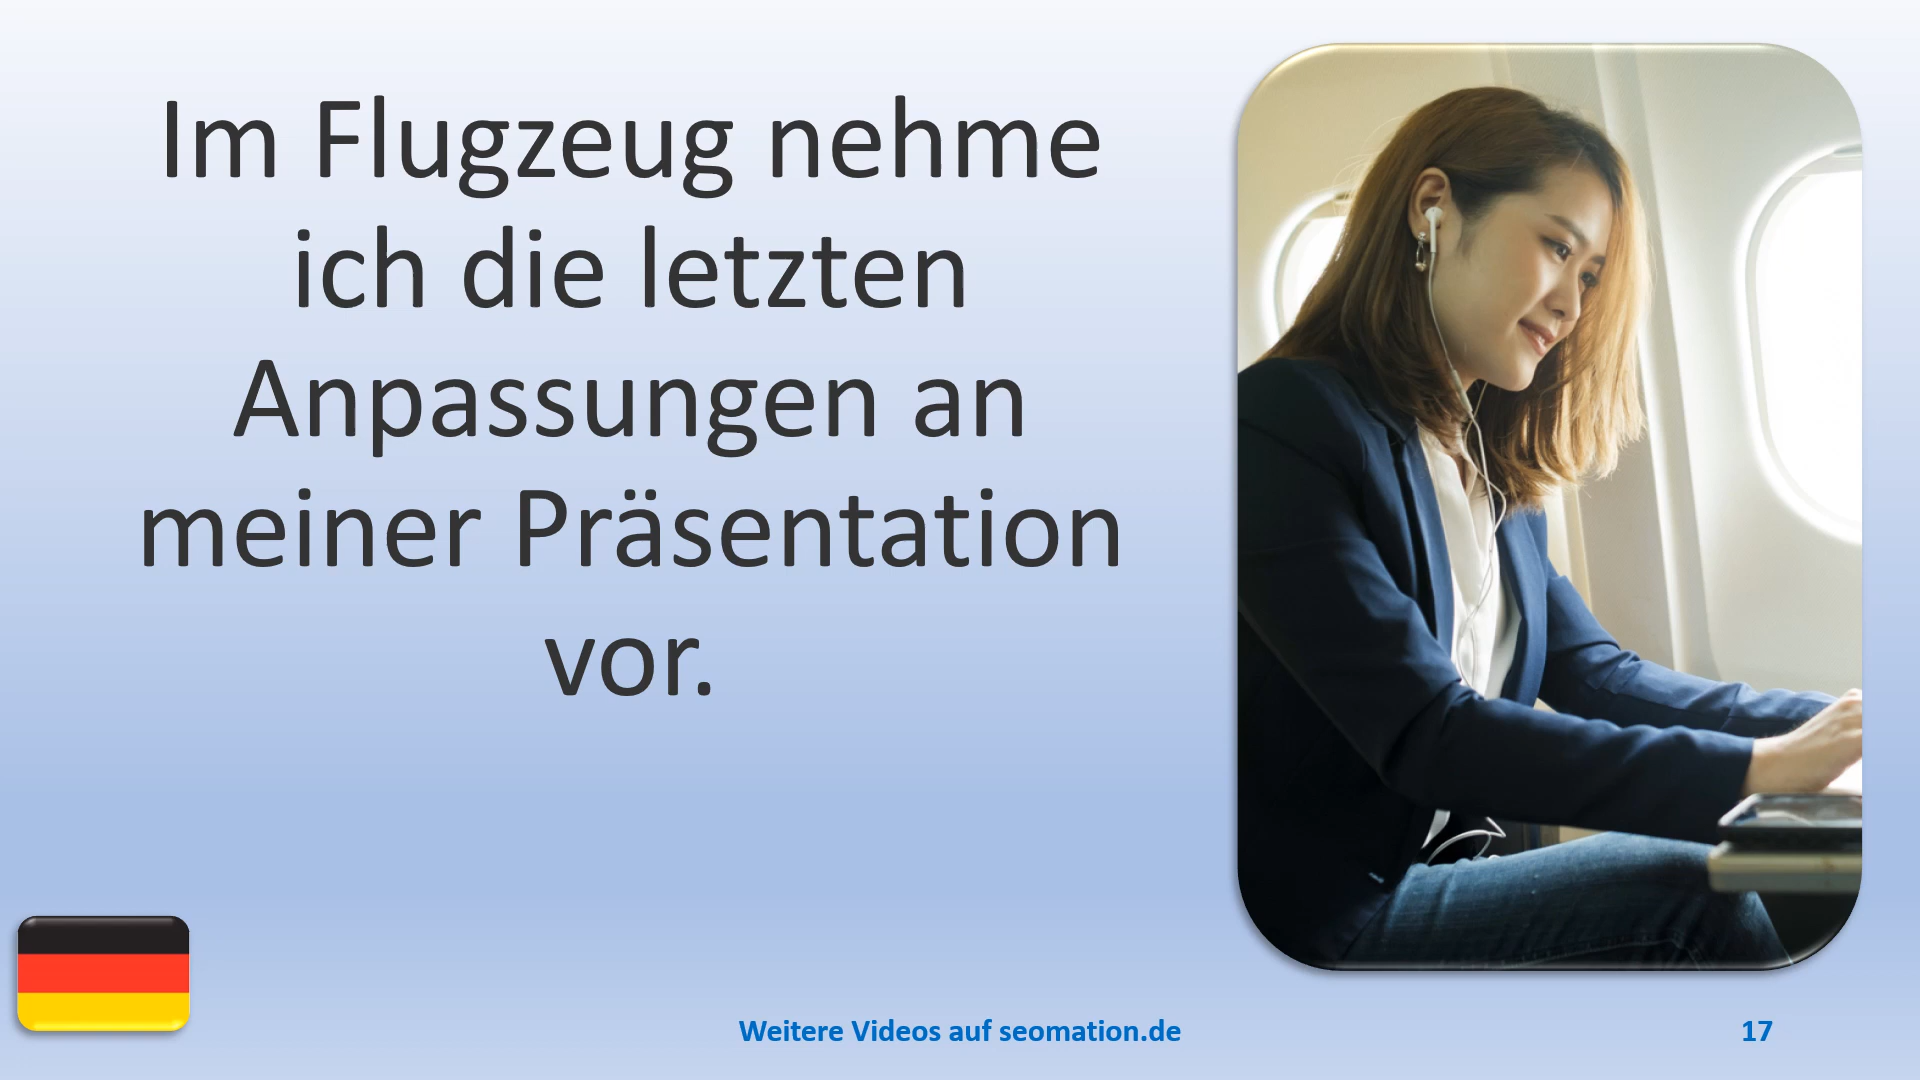 Im Flugzeug nehme
ich die letzten
Anpassungen an
meiner Präsentation
vor.
Weitere Videos auf seomation.de
17